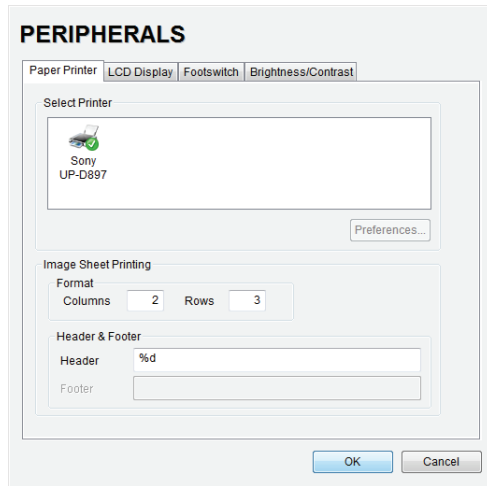 PERIPHERALS
Paper Printer LCD Display Footswitch Brightness/Contrast
Select Printer
Sony
UP-D897
Preferences...
Image Sheet Printing
Format
Columns 2 Rows 3
Header & Footer
Header %d
Footer
OK Cancel